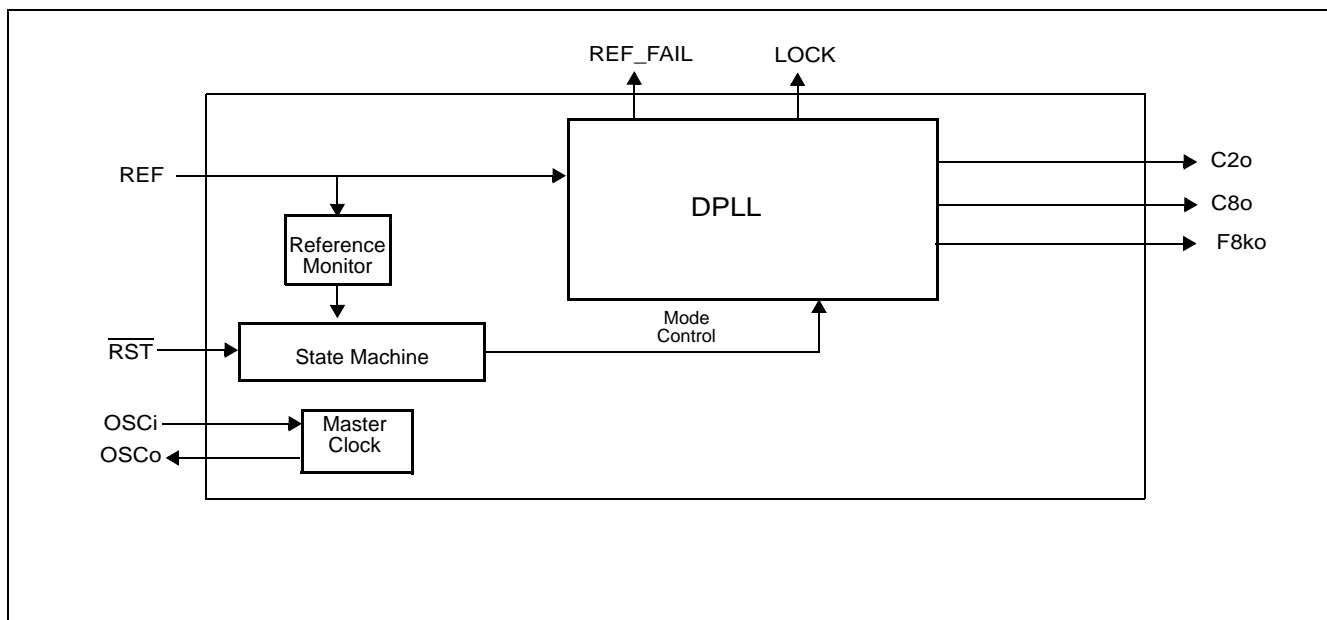 REF_FAIL
LOCK
REF
C2o
DPLL
C8o
F8ko
Reference
Monitor
Mode
Control
RST
State Machine
OSCi
Master
Clock
OSCo